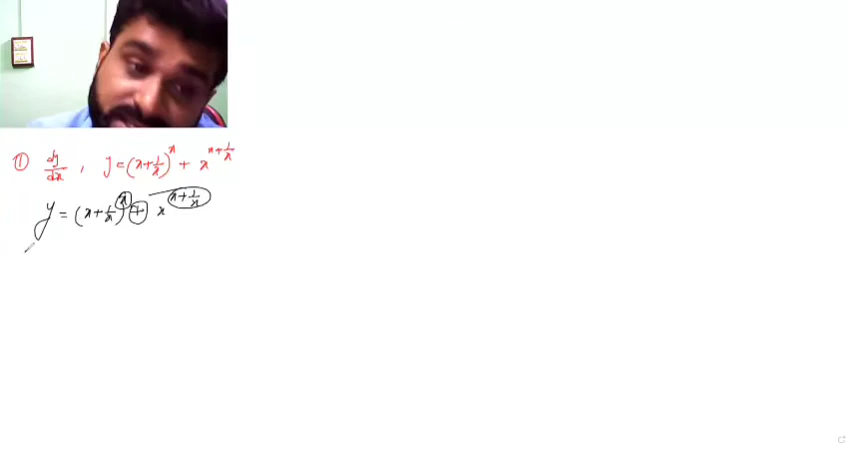 ① dy/dx , y = (x+1/x)^x + x^(x+1/x)
y = (x+1/x)^x + x^(x+1/x)